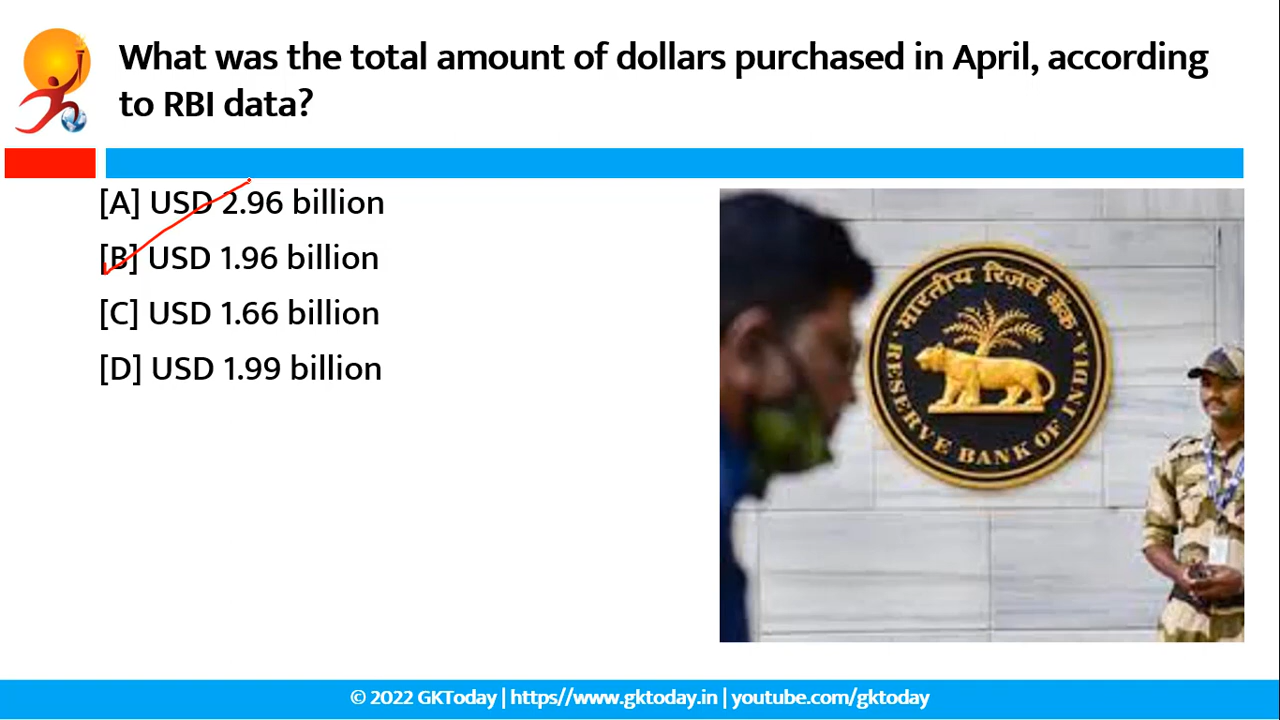 What was the total amount of dollars purchased in April, according
to RBI data?
[A] USD 2.96 billion
[B] USD 1.96 billion
[C] USD 1.66 billion
[D] USD 1.99 billion
भारतीय रिज़र्व बैंक
RESERVE BANK OF INDIA
© 2022 GKToday | https//www.gktoday.in | youtube.com/gktoday